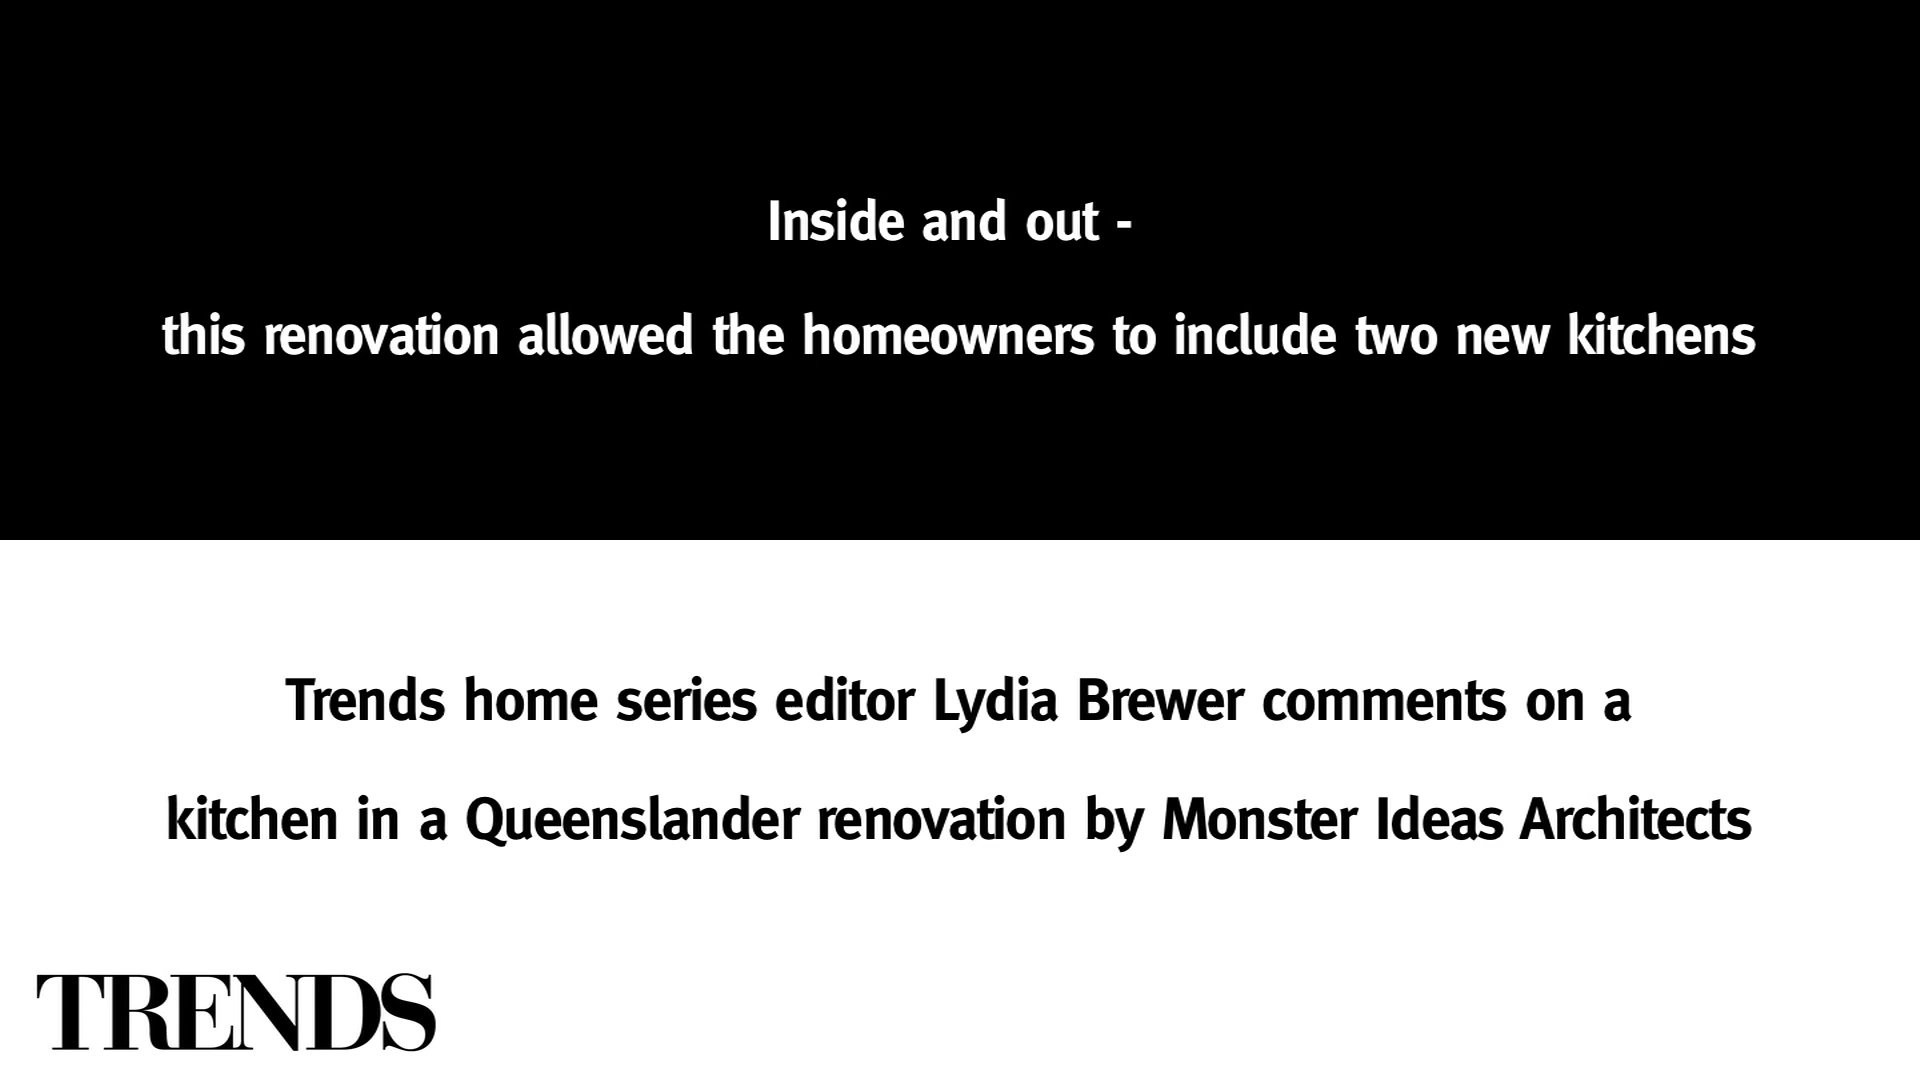 Inside and out -
this renovation allowed the homeowners to include two new kitchens
Trends home series editor Lydia Brewer comments on a
kitchen in a Queenslander renovation by Monster Ideas Architects
TRENDS